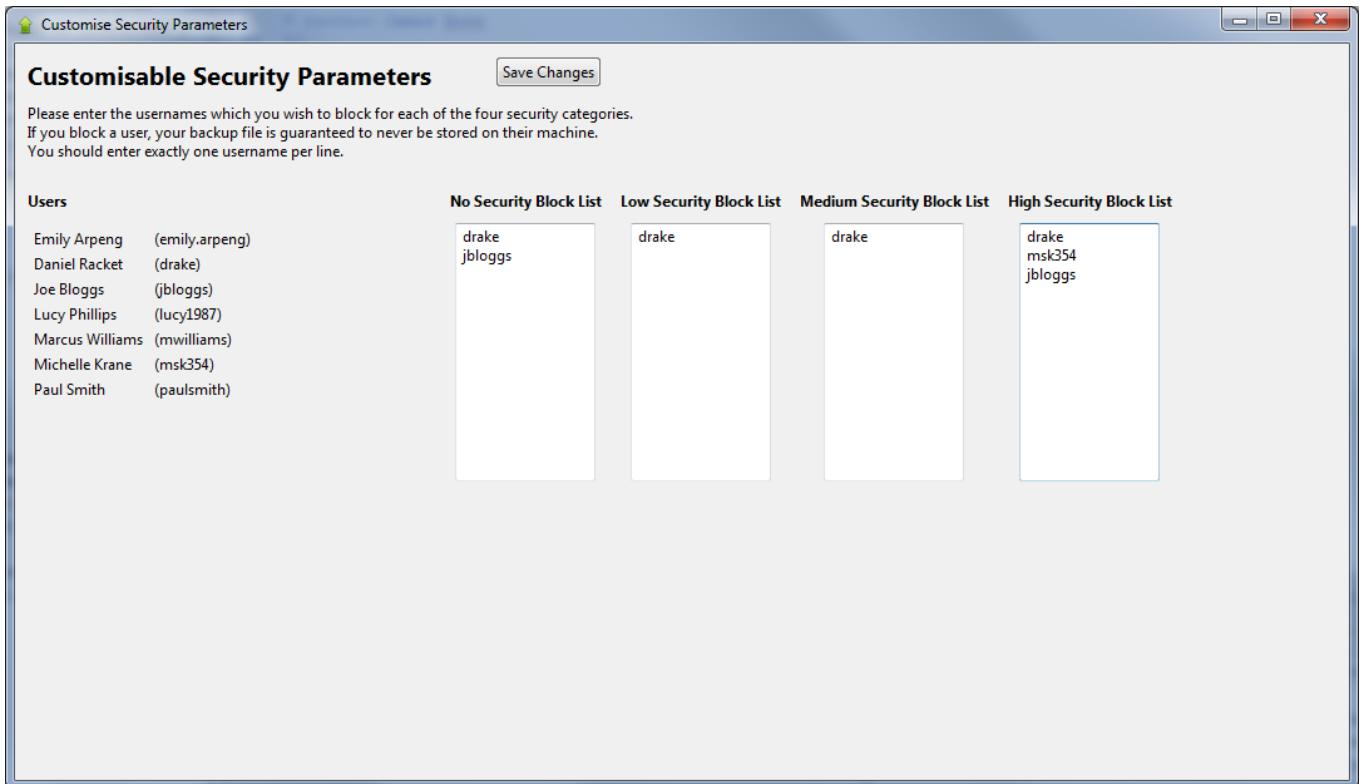 Customise Security Parameters
Customisable Security Parameters
Save Changes
Please enter the usernames which you wish to block for each of the four security categories.
If you block a user, your backup file is guaranteed to never be stored on their machine.
You should enter exactly one username per line.
Users No Security Block List Low Security Block List Medium Security Block List High Security Block List
Emily Arpeng (emily.arpeng)
Daniel Racket (drake)
Joe Bloggs (jbloggs)
Lucy Phillips (lucy1987)
Marcus Williams (mwilliams)
Michelle Krane (msk354)
Paul Smith (paulsmith)
drake
jbloggs
drake
drake
drake
msk354
jbloggs